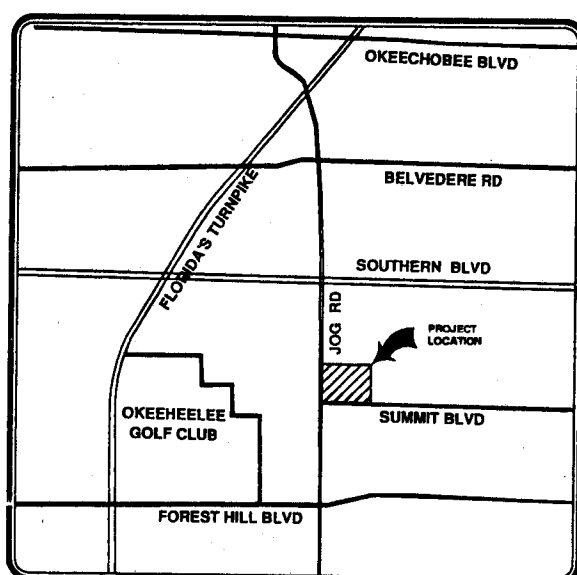 OKEECHOBEE BLVD
BELVEDERE RD
FLORIDA'S TURNPIKE
SOUTHERN BLVD
JOG RD
PROJECT
LOCATION
OKEEHEELEE
GOLF CLUB
SUMMIT BLVD
FOREST HILL BLVD